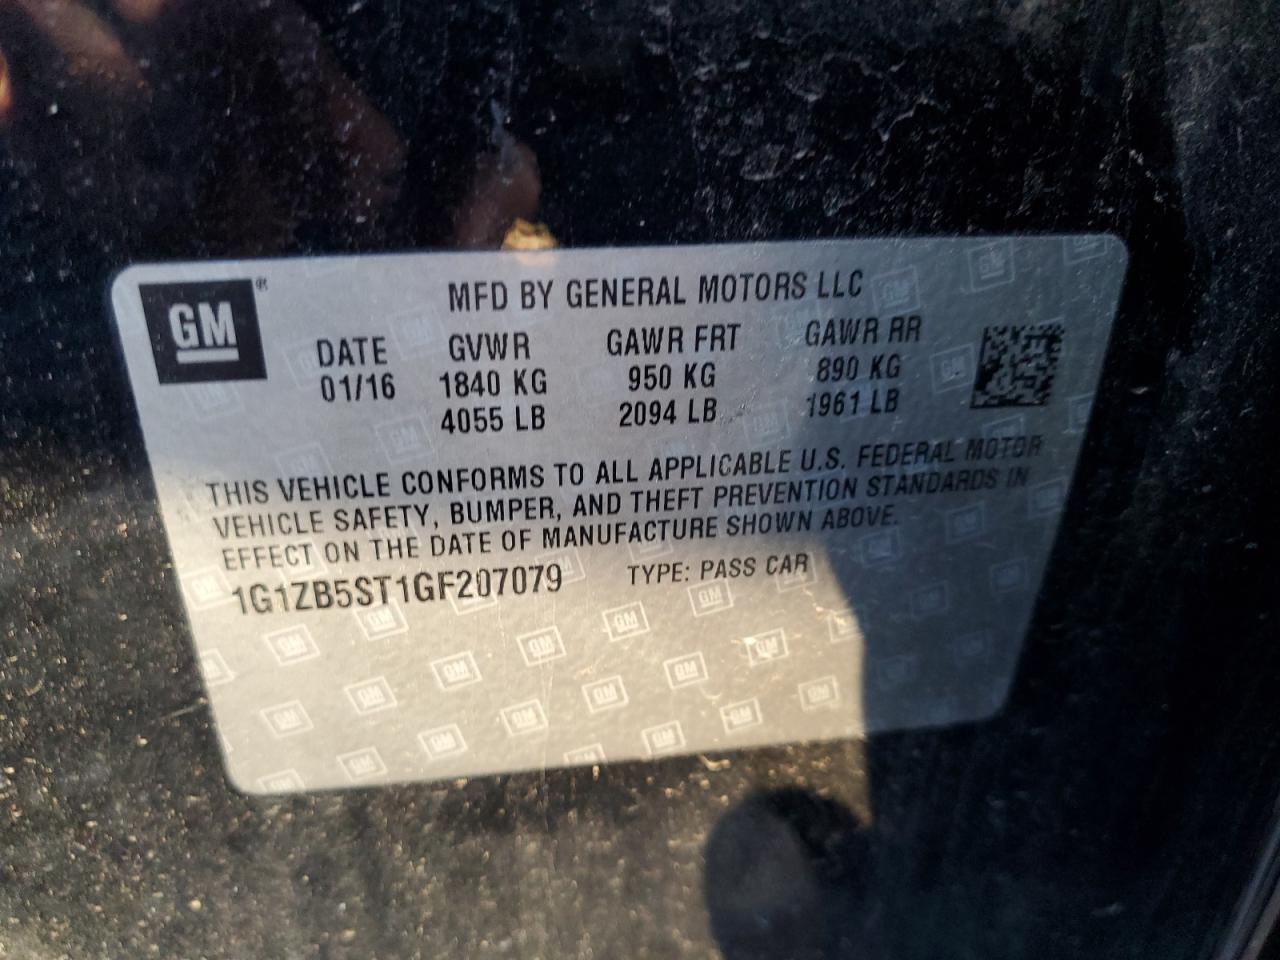 GM®
MFD BY GENERAL MOTORS LLC
DATE GVWR GAWR FRT GAWR RR
01/16 1840 KG 950 KG 890 KG
4055 LB 2094 LB 1961 LB
THIS VEHICLE CONFORMS TO ALL APPLICABLE U.S. FEDERAL MOTOR
VEHICLE SAFETY, BUMPER, AND THEFT PREVENTION STANDARDS IN
EFFECT ON THE DATE OF MANUFACTURE SHOWN ABOVE.
1G1ZB5ST1GF207079 TYPE: PASS CAR